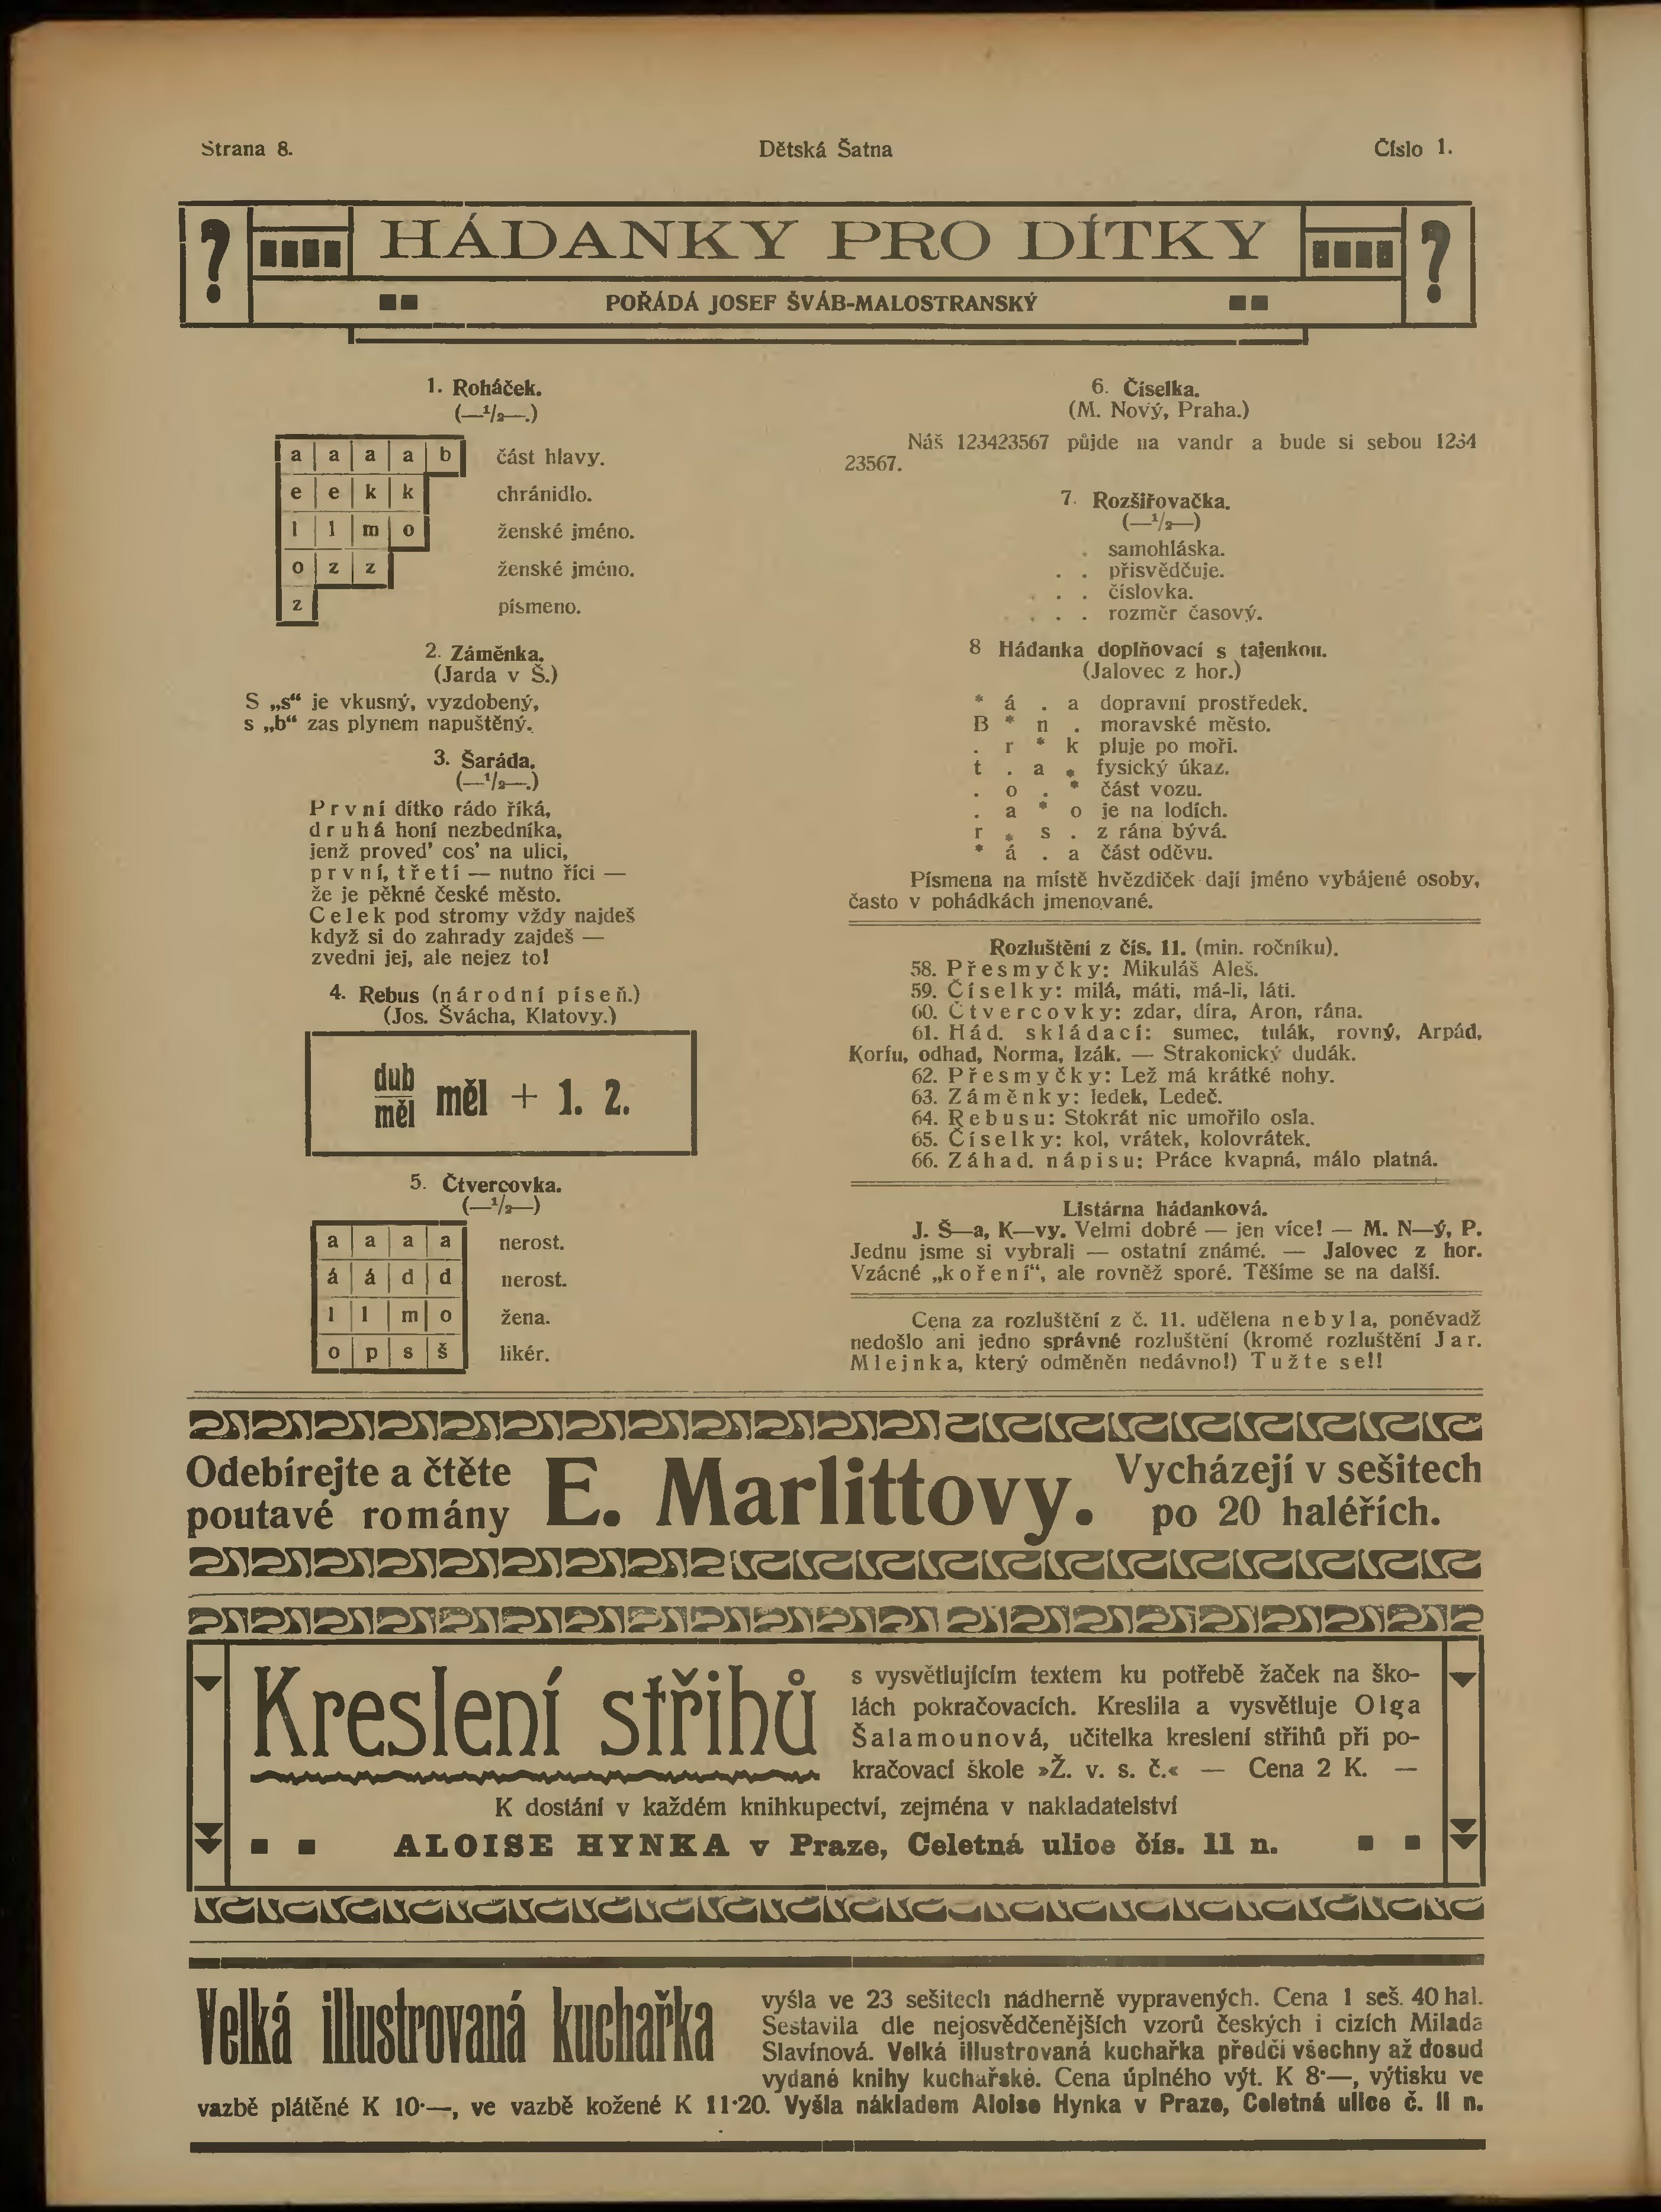 Strana 8.
Dětská Šatna
Číslo 1.
?
HÁDANKY PRO DÍTKY
?
POŘÁDÁ JOSEF ŠVÁB-MALOSTRANSKÝ
1. Roháček.
(—½—.)
a a a a b část hlavy.
e e k k chránidlo.
l l m o ženské jméno.
o z z ženské jméno.
z písmeno.
2. Záměnka.
(Jarda v Š.)
S „s“ je vkusný, vyzdobený,
s „b“ zas plynem napuštěný.
3. Šaráda.
(—½—.)
První dítko rádo říká,
druhá honí nezbedníka,
jenž proved’ cos’ na ulici,
první, třetí — nutno říci —
že je pěkné české město.
Celek pod stromy vždy najdeš
když si do zahrady zajdeš —
zvedni jej, ale nejez to!
4. Rebus (národní píseň.)
(Jos. Švácha, Klatovy.)
dub
měl měl + 1. 2.
5. Čtvercovka.
(—½—)
a a a a nerost.
á á d d nerost.
l l m o žena.
o p s š likér.
6. Číselka.
(M. Nový, Praha.)
Náš 123423567 půjde na vandr a bude si sebou 1234
23567.
7. Rozšiřovačka.
(—½—)
. samohláska.
. . přisvědčuje.
. . . číslovka.
. . . . rozměr časový.
8 Hádanka doplňovací s tajenkou.
(Jalovec z hor.)
* á . a dopravní prostředek.
B * n . moravské město.
. r * k pluje po moři.
t . a * fysický úkaz.
. o . * část vozu.
. a * o je na lodích.
r * s . z rána bývá.
* á . a část oděvu.
Písmena na místě hvězdiček dají jméno vybájené osoby,
často v pohádkách jmenované.
Rozluštění z čís. 11. (min. ročníku).
58. Přesmyčky: Mikuláš Aleš.
59. Číselky: milá, máti, má-li, láti.
60. Čtvercovky: zdar, díra, Aron, rána.
61. Hád. skládací: sumec, tulák, rovný, Arpád,
Korfu, odhad, Norma, Izák. — Strakonický dudák.
62. Přesmyčky: Lež má krátké nohy.
63. Záměnky: ledek, Ledeč.
64. Rebusu: Stokrát nic umořilo osla.
65. Číselky: kol, vrátek, kolovrátek.
66. Záhad. nápisu: Práce kvapná, málo platná.
Listárna hádanková.
J. Š—a, K—vy. Velmi dobré — jen více! — M. N—ý, P.
Jednu jsme si vybrali — ostatní známé. — Jalovec z hor.
Vzácné „koření“, ale rovněž sporé. Těšíme se na další.
Cena za rozluštění z č. 11. udělena nebyla, poněvadž
nedošlo ani jedno správné rozluštění (kromě rozluštění Jar.
Mlejnka, který odměněn nedávno!) Tužte se!!
Odebírejte a čtěte
poutavé romány
E. Marlittovy.
Vycházejí v sešitech
po 20 haléřích.
Kreslení střihů
s vysvětlujícím textem ku potřebě žaček na ško-
lách pokračovacích. Kreslila a vysvětluje Olga
Šalamounová, učitelka kreslení střihů při po-
kračovací škole »Ž. v. s. č.« — Cena 2 K. —
K dostání v každém knihkupectví, zejména v nakladatelství
ALOISE HYNKA v Praze, Celetná ulice čís. 11 n.
Velká illustrovaná kuchařka
vyšla ve 23 sešitech nádherně vypravených. Cena 1 seš. 40 hal.
Sestavila dle nejosvědčenějších vzorů českých i cizích Milada
Slavínová. Velká illustrovaná kuchařka předčí všechny až dosud
vydané knihy kuchařské. Cena úplného výt. K 8·—, výtisku ve
vazbě plátěné K 10·—, ve vazbě kožené K 11·20. Vyšla nákladem Aloise Hynka v Praze, Celetná ulice č. 11 n.